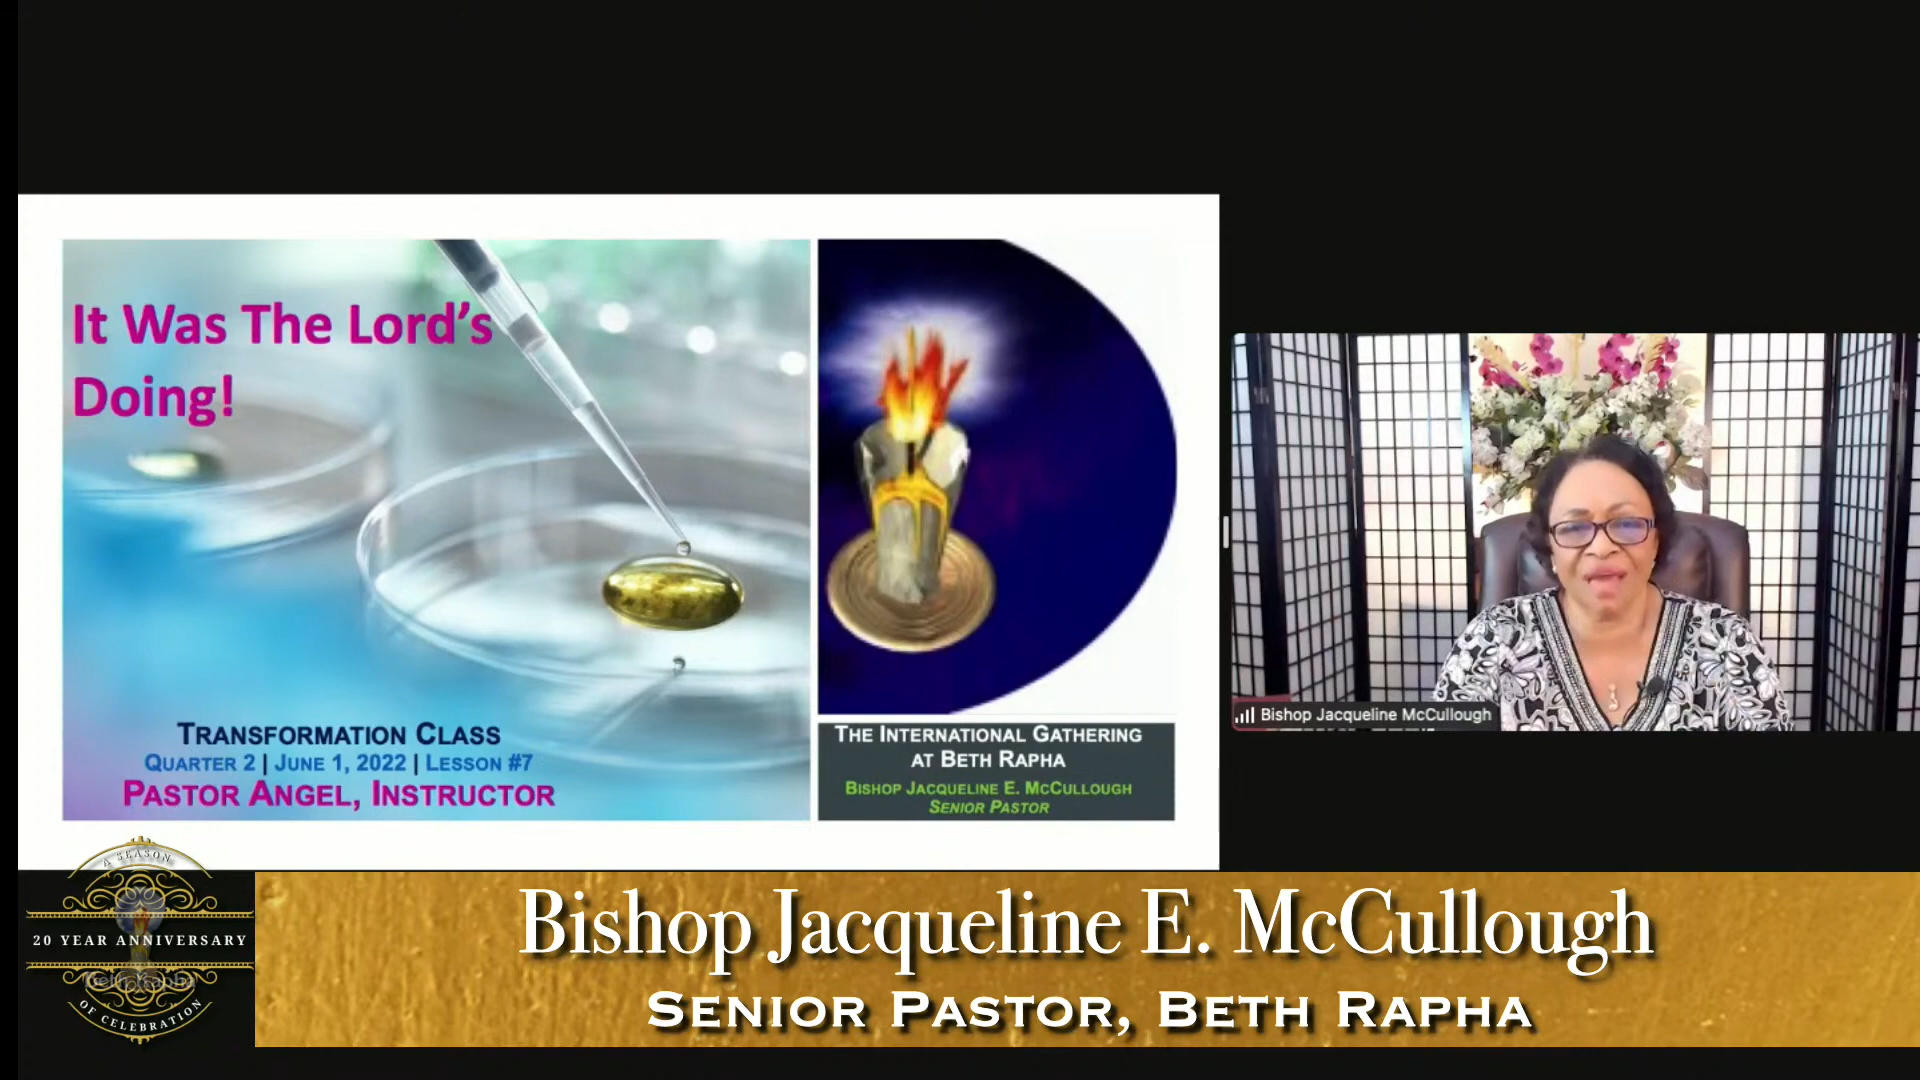 It Was The Lord's
Doing!
TRANSFORMATION CLASS
QUARTER 2 | JUNE 1, 2022 | LESSON #7
PASTOR ANGEL, INSTRUCTOR
THE INTERNATIONAL GATHERING
AT BETH RAPHA
BISHOP JACQUELINE E. MCCULLOUGH
SENIOR PASTOR
Bishop Jacqueline McCullough
A SEASON
20 YEAR ANNIVERSARY
Beth Rapha
OF CELEBRATION
Bishop Jacqueline E. McCullough
SENIOR PASTOR, BETH RAPHA